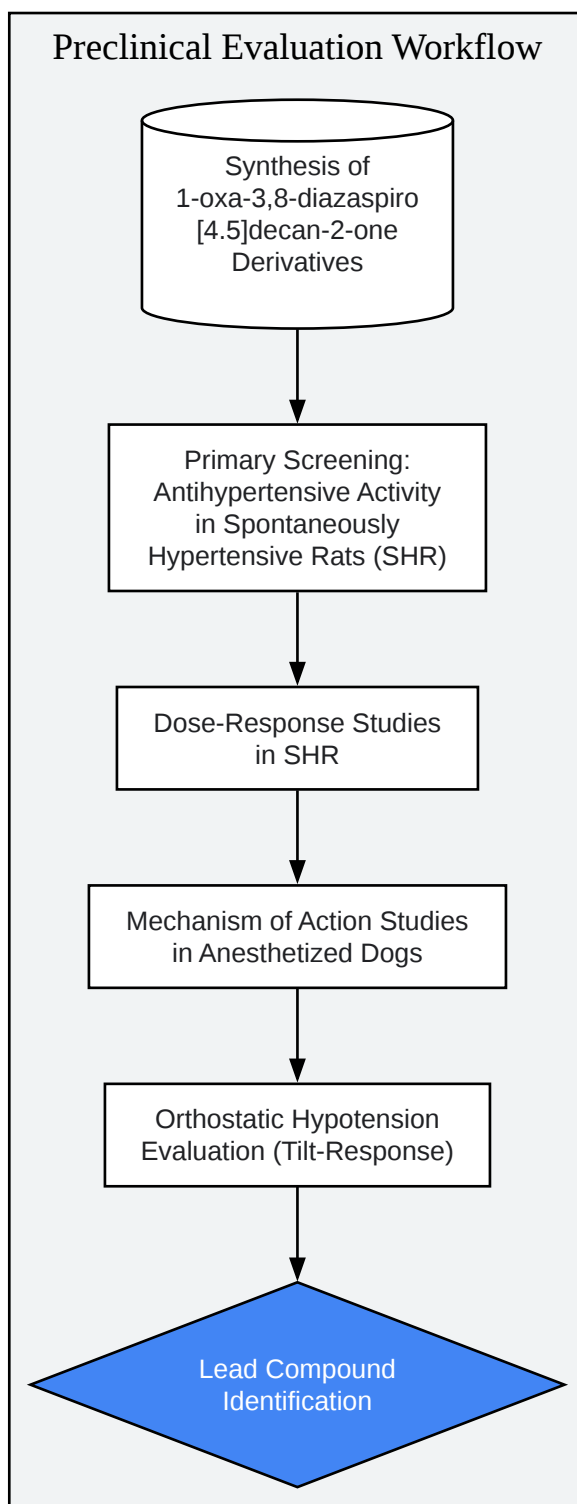 Preclinical Evaluation Workflow
Synthesis of
1-oxa-3,8-diazaspiro
[4.5]decan-2-one
Derivatives
Primary Screening:
Antihypertensive Activity
in Spontaneously
Hypertensive Rats (SHR)
Dose-Response Studies
in SHR
Mechanism of Action Studies
in Anesthetized Dogs
Orthostatic Hypotension
Evaluation (Tilt-Response)
Lead Compound
Identification